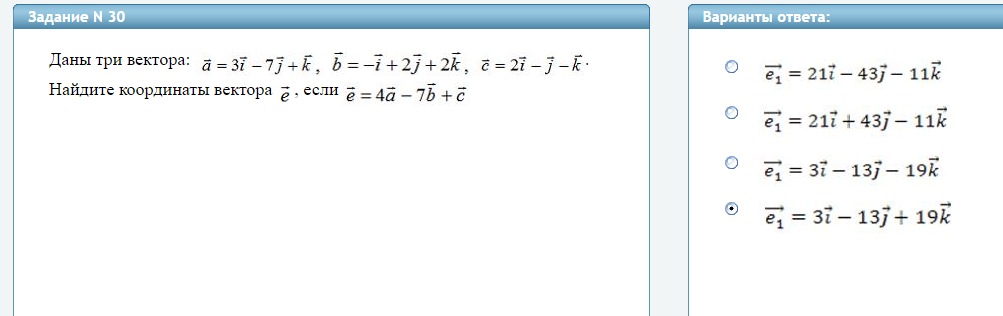 Задание N 30
Даны три вектора: a⃗ = 3i⃗ – 7j⃗ + k⃗, b⃗ = –i⃗ + 2j⃗ + 2k⃗, c⃗ = 2i⃗ – j⃗ – k⃗.
Найдите координаты вектора e⃗, если e⃗ = 4a⃗ – 7b⃗ + c⃗
Варианты ответа:
e₁⃗ = 21i⃗ – 43j⃗ – 11k⃗
e₁⃗ = 21i⃗ + 43j⃗ – 11k⃗
e₁⃗ = 3i⃗ – 13j⃗ – 19k⃗
e₁⃗ = 3i⃗ – 13j⃗ + 19k⃗